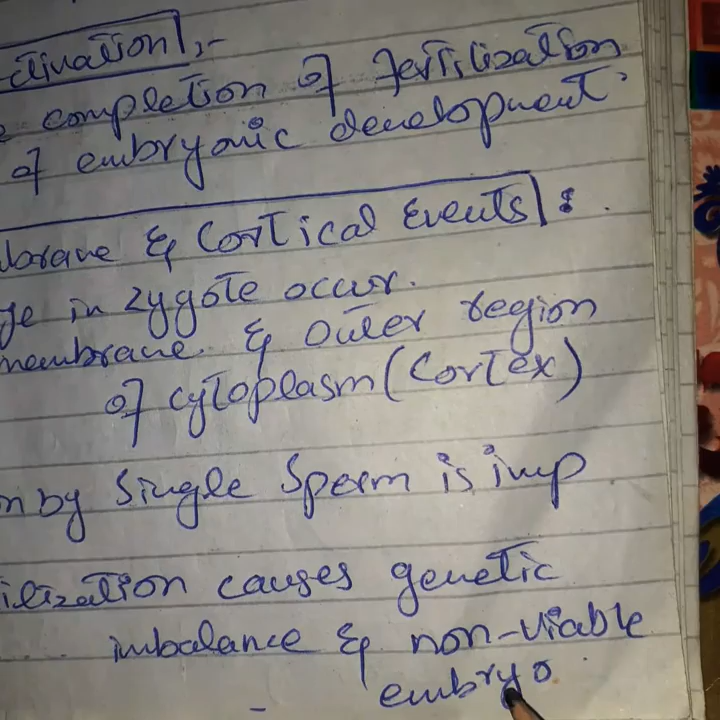 ctivation :-
e completion of fertilization
of embryonic development
brane & Cortical Events :
ge in zygote occur.
membrane & outer region
of cytoplasm (Cortex)
n by Single Sperm is imp
ilization causes genetic
imbalance & non-viable
embryo